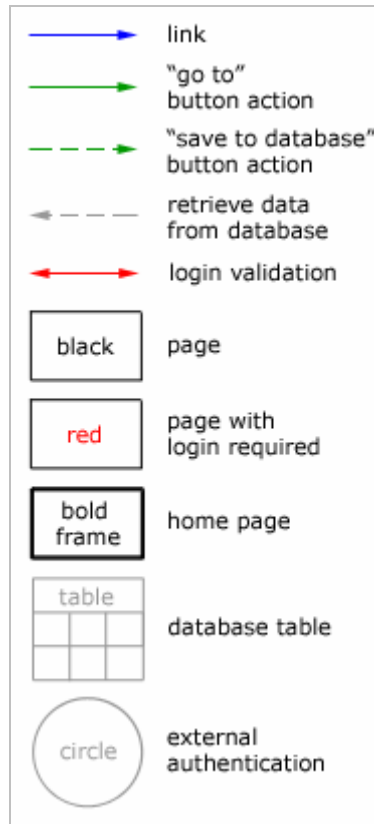 link
“go to”
button action
“save to database”
button action
retrieve data
from database
login validation
black
page
red
page with
login required
bold
frame
home page
table
database table
circle
external
authentication